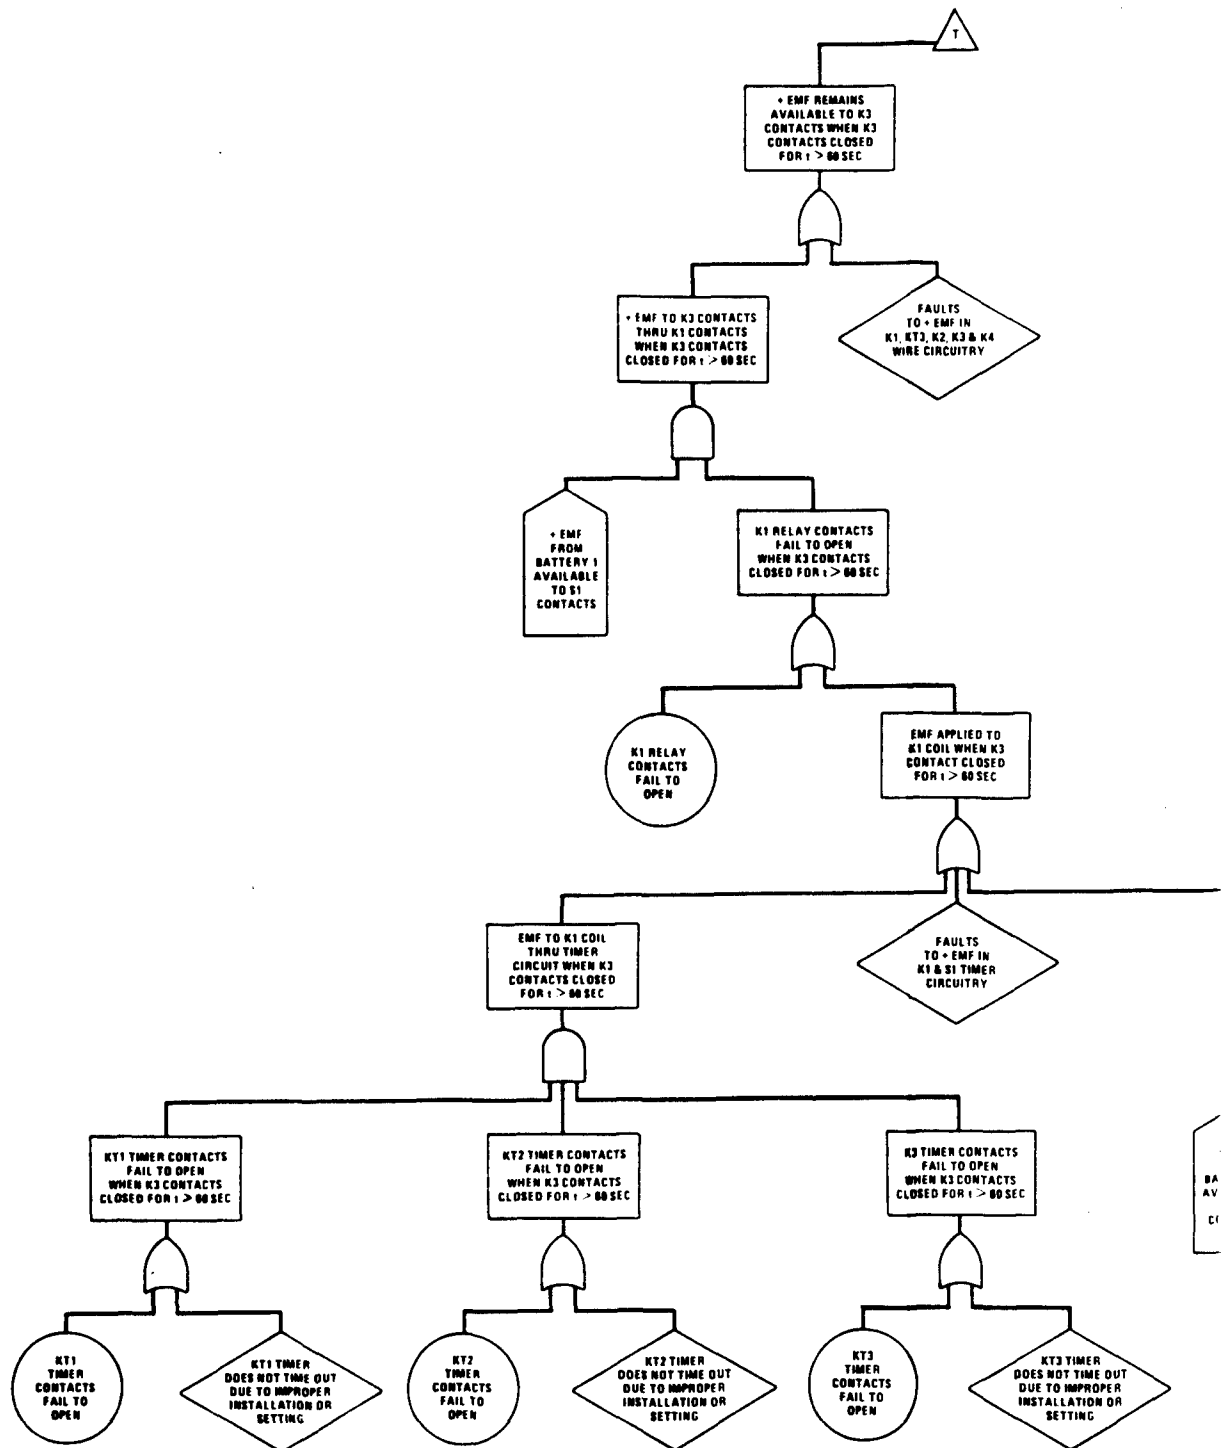 T
+ EMF REMAINS
AVAILABLE TO K3
CONTACTS WHEN K3
CONTACTS CLOSED
FOR t > 60 SEC
+ EMF TO K3 CONTACTS
THRU K1 CONTACTS
WHEN K3 CONTACTS
CLOSED FOR t > 60 SEC
FAULTS
TO + EMF IN
K1, KT3, K2, K3 & K4
WIRE CIRCUITRY
+ EMF
FROM
BATTERY 1
AVAILABLE
TO S1
CONTACTS
K1 RELAY CONTACTS
FAIL TO OPEN
WHEN K3 CONTACTS
CLOSED FOR t > 60 SEC
K1 RELAY
CONTACTS
FAIL TO
OPEN
EMF APPLIED TO
K1 COIL WHEN K3
CONTACT CLOSED
FOR t > 60 SEC
EMF TO K1 COIL
THRU TIMER
CIRCUIT WHEN K3
CONTACTS CLOSED
FOR t > 60 SEC
FAULTS
TO + EMF IN
K1 & S1 TIMER
CIRCUITRY
KT1 TIMER CONTACTS
FAIL TO OPEN
WHEN K3 CONTACTS
CLOSED FOR t > 60 SEC
KT2 TIMER CONTACTS
FAIL TO OPEN
WHEN K3 CONTACTS
CLOSED FOR t > 60 SEC
K3 TIMER CONTACTS
FAIL TO OPEN
WHEN K3 CONTACTS
CLOSED FOR t > 60 SEC
BA
AV
KT1
TIMER
CONTACTS
FAIL TO
OPEN
KT1 TIMER
DOES NOT TIME OUT
DUE TO IMPROPER
INSTALLATION OR
SETTING
KT2
TIMER
CONTACTS
FAIL TO
OPEN
KT2 TIMER
DOES NOT TIME OUT
DUE TO IMPROPER
INSTALLATION OR
SETTING
KT3
TIMER
CONTACTS
FAIL TO
OPEN
KT3 TIMER
DOES NOT TIME OUT
DUE TO IMPROPER
INSTALLATION OR
SETTING